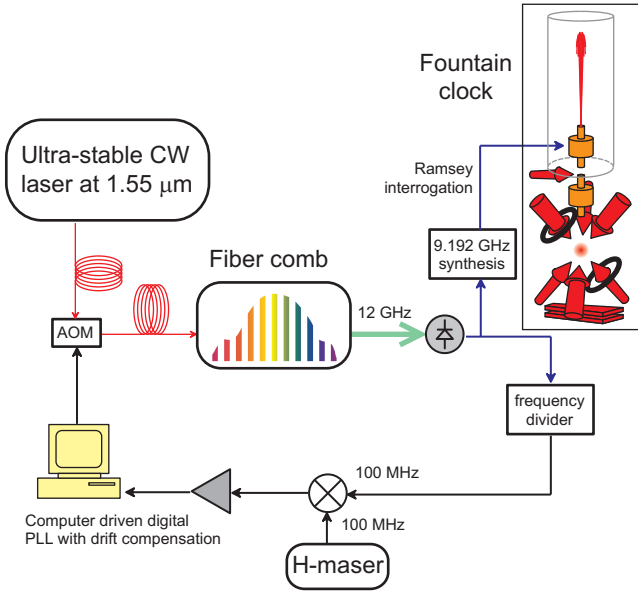 Fountain
clock
Ultra-stable CW
laser at 1.55 μm
Ramsey
interrogation
9.192 GHz
synthesis
Fiber comb
12 GHz
AOM
frequency
divider
100 MHz
100 MHz
Computer driven digital
PLL with drift compensation
H-maser